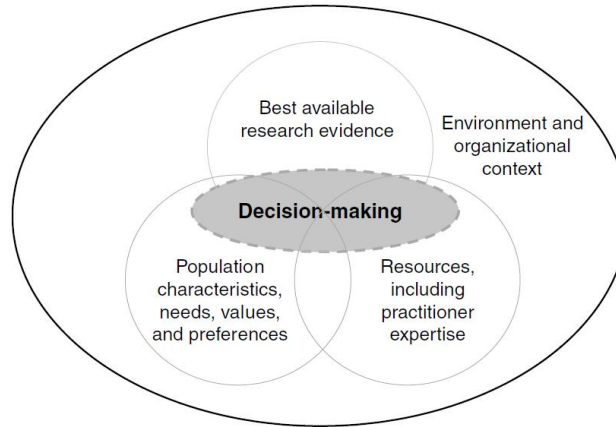 Best available
research evidence
Environment and
organizational
context
Decision-making
Population
characteristics,
needs, values,
and preferences
Resources,
including
practitioner
expertise